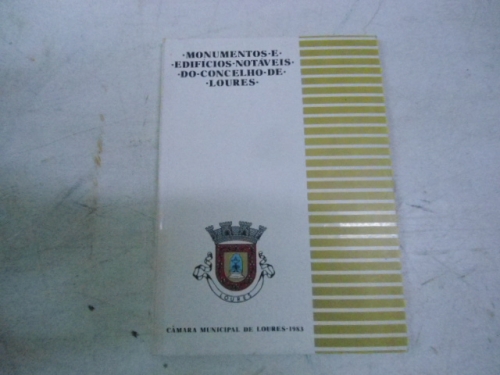 ·MONUMENTOS·E·
·EDIFÍCIOS·NOTÁVEIS·
·DO·CONCELHO·DE·
·LOURES·
LOURES
CÂMARA MUNICIPAL DE LOURES·1983